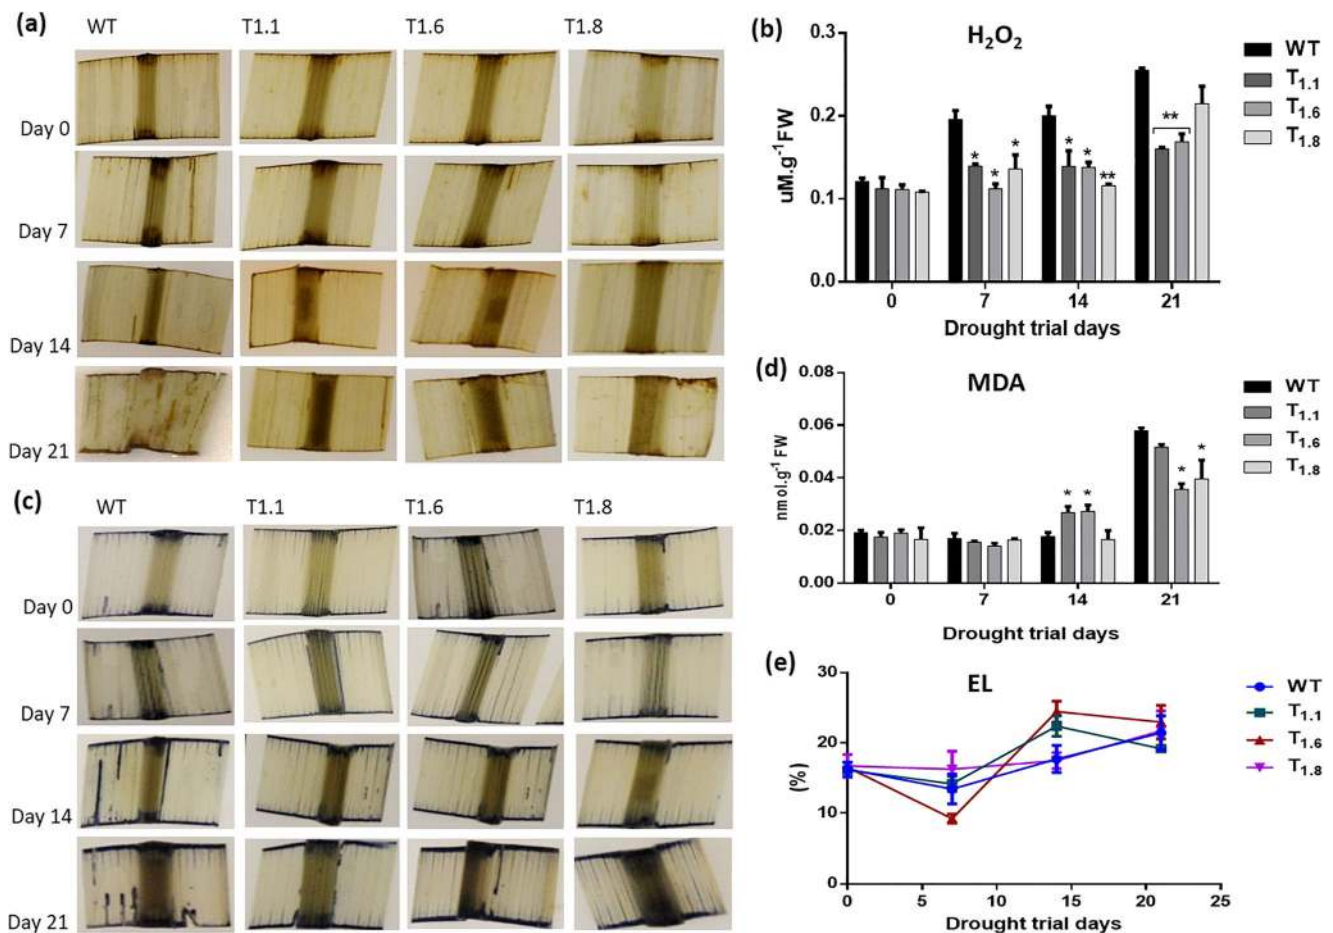 (a)
WT T1.1 T1.6 T1.8
Day 0
Day 7
Day 14
Day 21
(b)
H₂O₂
uM.g⁻¹FW
0.3
0.2
0.1
0.0
* * *
* * **
**
0 7 14 21
Drought trial days
WT
T₁.₁
T₁.₆
T₁.₈
(c)
WT T1.1 T1.6 T1.8
Day 0
Day 7
Day 14
Day 21
(d)
MDA
nmol.g⁻¹ FW
0.08
0.06
0.04
0.02
0.00
* *
* *
0 7 14 21
Drought trial days
WT
T₁.₁
T₁.₆
T₁.₈
(e)
EL
(%)
30
20
10
0
0 5 10 15 20 25
Drought trial days
WT
T₁.₁
T₁.₆
T₁.₈